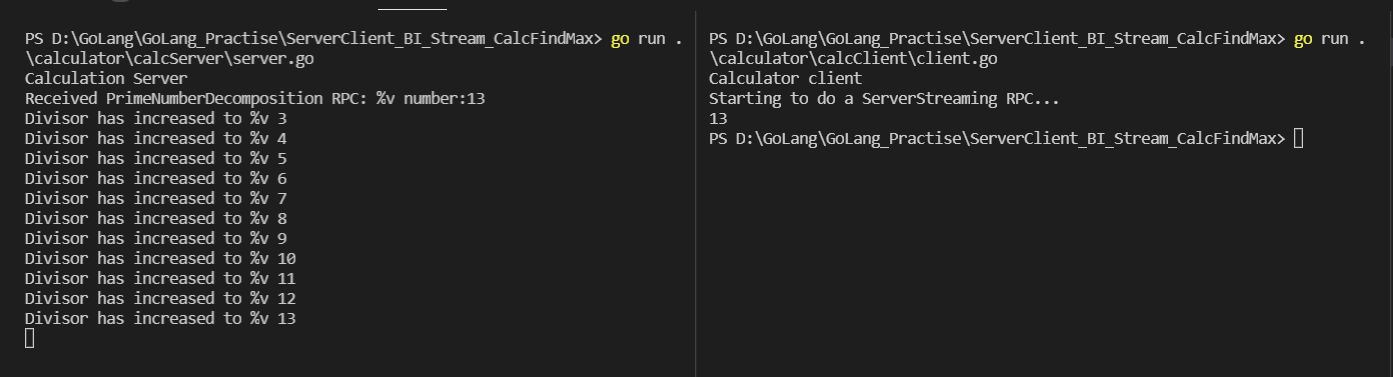 PS D:\GoLang\GoLang_Practise\ServerClient_BI_Stream_CalcFindMax> go run .
\calculator\calcServer\server.go
Calculation Server
Received PrimeNumberDecomposition RPC: %v number:13
Divisor has increased to %v 3
Divisor has increased to %v 4
Divisor has increased to %v 5
Divisor has increased to %v 6
Divisor has increased to %v 7
Divisor has increased to %v 8
Divisor has increased to %v 9
Divisor has increased to %v 10
Divisor has increased to %v 11
Divisor has increased to %v 12
Divisor has increased to %v 13
PS D:\GoLang\GoLang_Practise\ServerClient_BI_Stream_CalcFindMax> go run .
\calculator\calcClient\client.go
Calculator client
Starting to do a ServerStreaming RPC...
13
PS D:\GoLang\GoLang_Practise\ServerClient_BI_Stream_CalcFindMax>